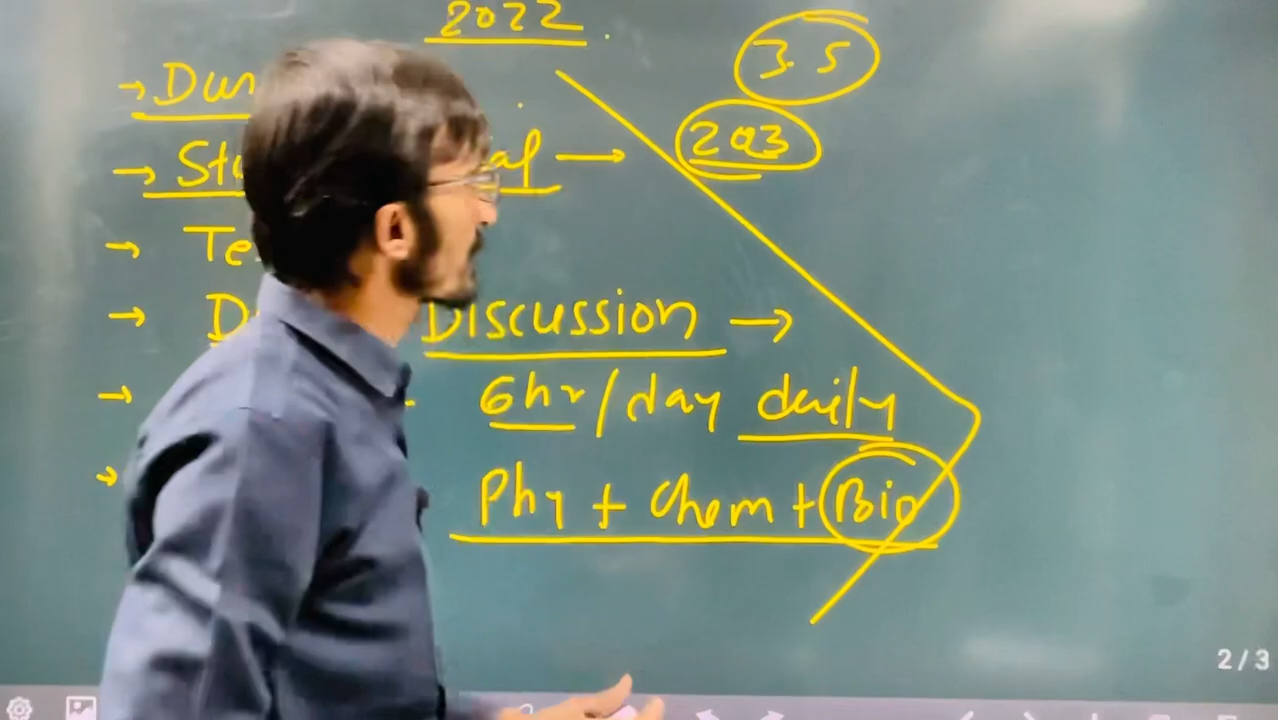 2022
3.5
→ Dur
203
→ St al →
→ Te
→ D Discussion →
→ 6hr/day daily
→ Phy + Chem + Bio
2/3